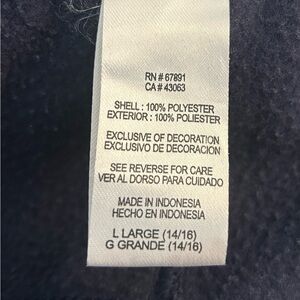 RN # 67891
CA # 43063
SHELL : 100% POLYESTER
EXTERIOR : 100% POLIESTER
EXCLUSIVE OF DECORATION
EXCLUSIVO DE DECORACION
SEE REVERSE FOR CARE
VER AL DORSO PARA CUIDADO
MADE IN INDONESIA
HECHO EN INDONESIA
L LARGE (14/16)
G GRANDE (14/16)